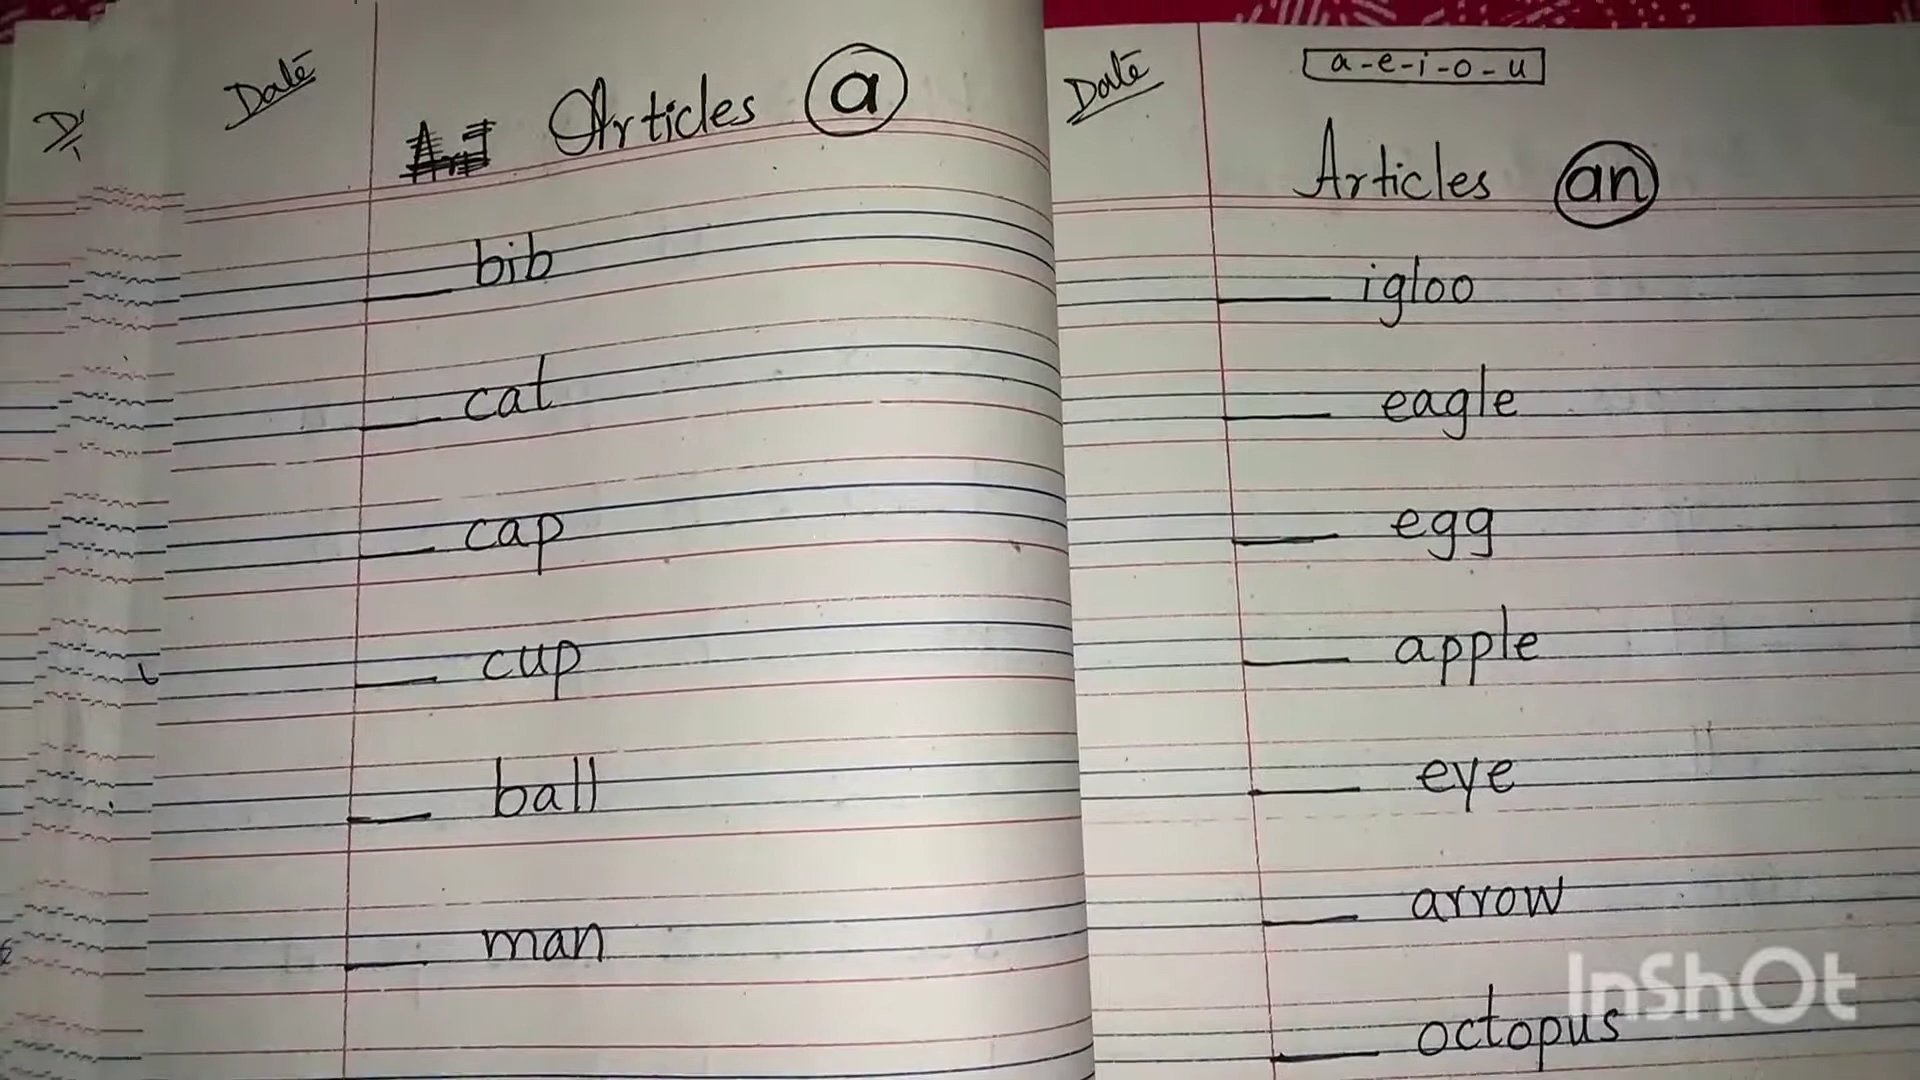 Date
Articles a
___ bib
___ cat
___ cap
___ cup
___ ball
___ man
Date
a-e-i-o-u
Articles an
___ igloo
___ eagle
___ egg
___ apple
___ eye
___ arrow
___ octopus
InShOt